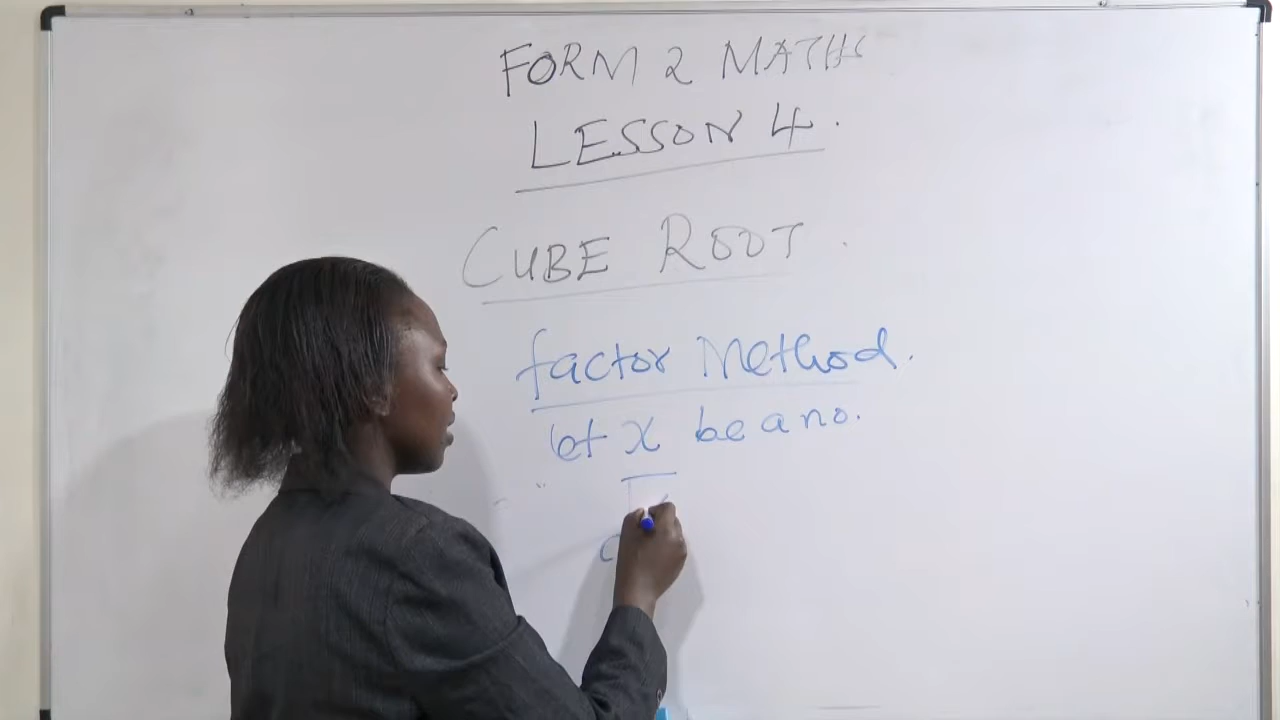 FORM 2 MATHS
LESSON 4.
CUBE ROOT.
factor Method.
let x be a no.